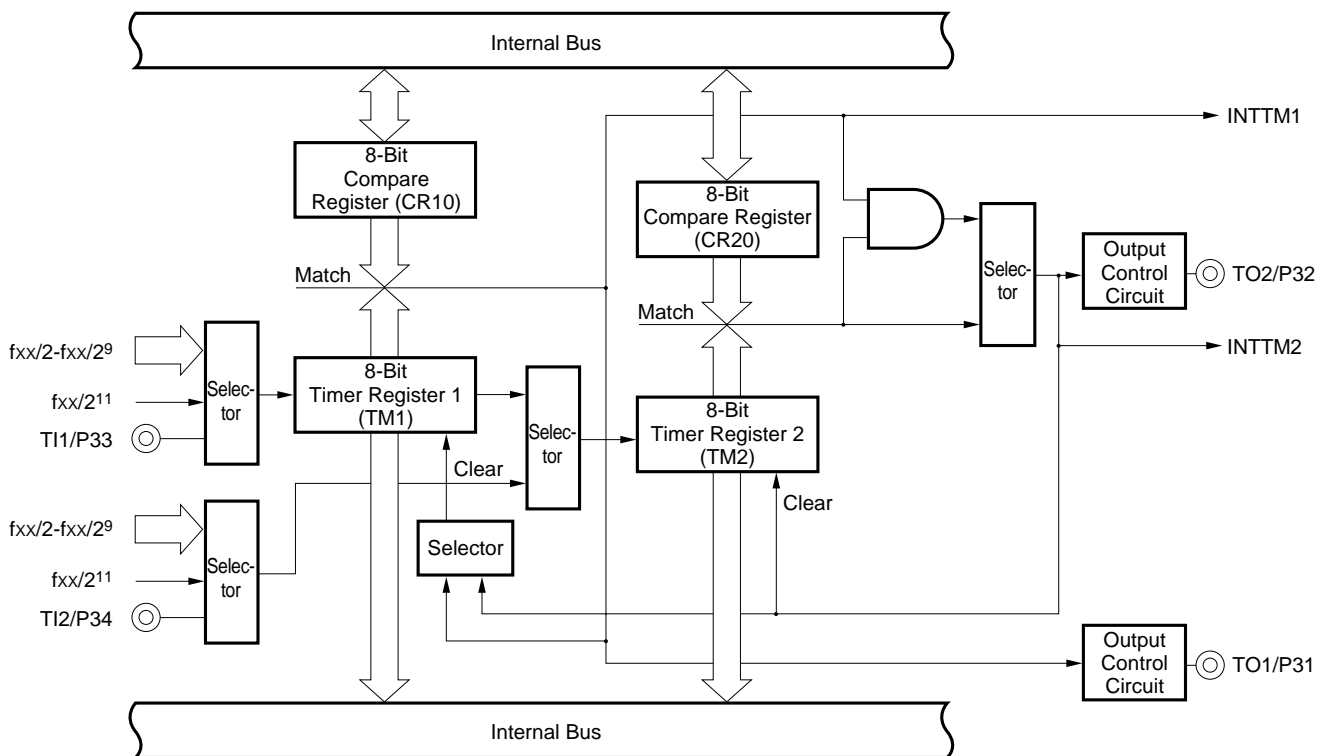 Internal Bus
INTTM1
8-Bit
Compare
Register (CR10)
8-Bit
Compare Register
(CR20)
Match
Selec-
tor
Output
Control
Circuit
TO2/P32
Match
INTTM2
fxx/2-fxx/2⁹
fxx/2¹¹
TI1/P33
Selec-
tor
8-Bit
Timer Register 1
(TM1)
Selec-
tor
8-Bit
Timer Register 2
(TM2)
Clear
Clear
fxx/2-fxx/2⁹
fxx/2¹¹
TI2/P34
Selec-
tor
Selector
Output
Control
Circuit
TO1/P31
Internal Bus